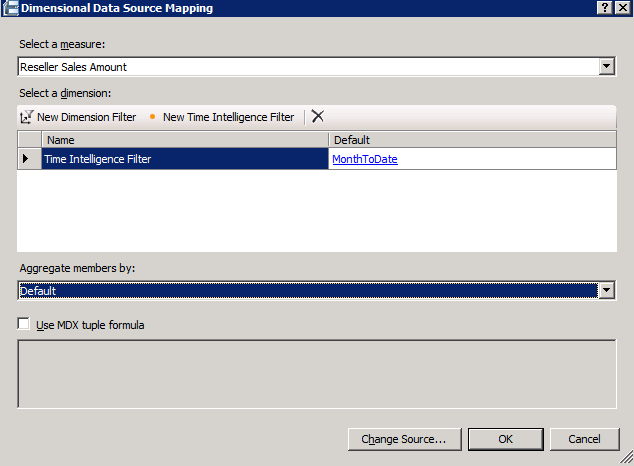 Dimensional Data Source Mapping
Select a measure:
Reseller Sales Amount
Select a dimension:
New Dimension Filter New Time Intelligence Filter
Name Default
Time Intelligence Filter MonthToDate
Aggregate members by:
Default
Use MDX tuple formula
Change Source... OK Cancel